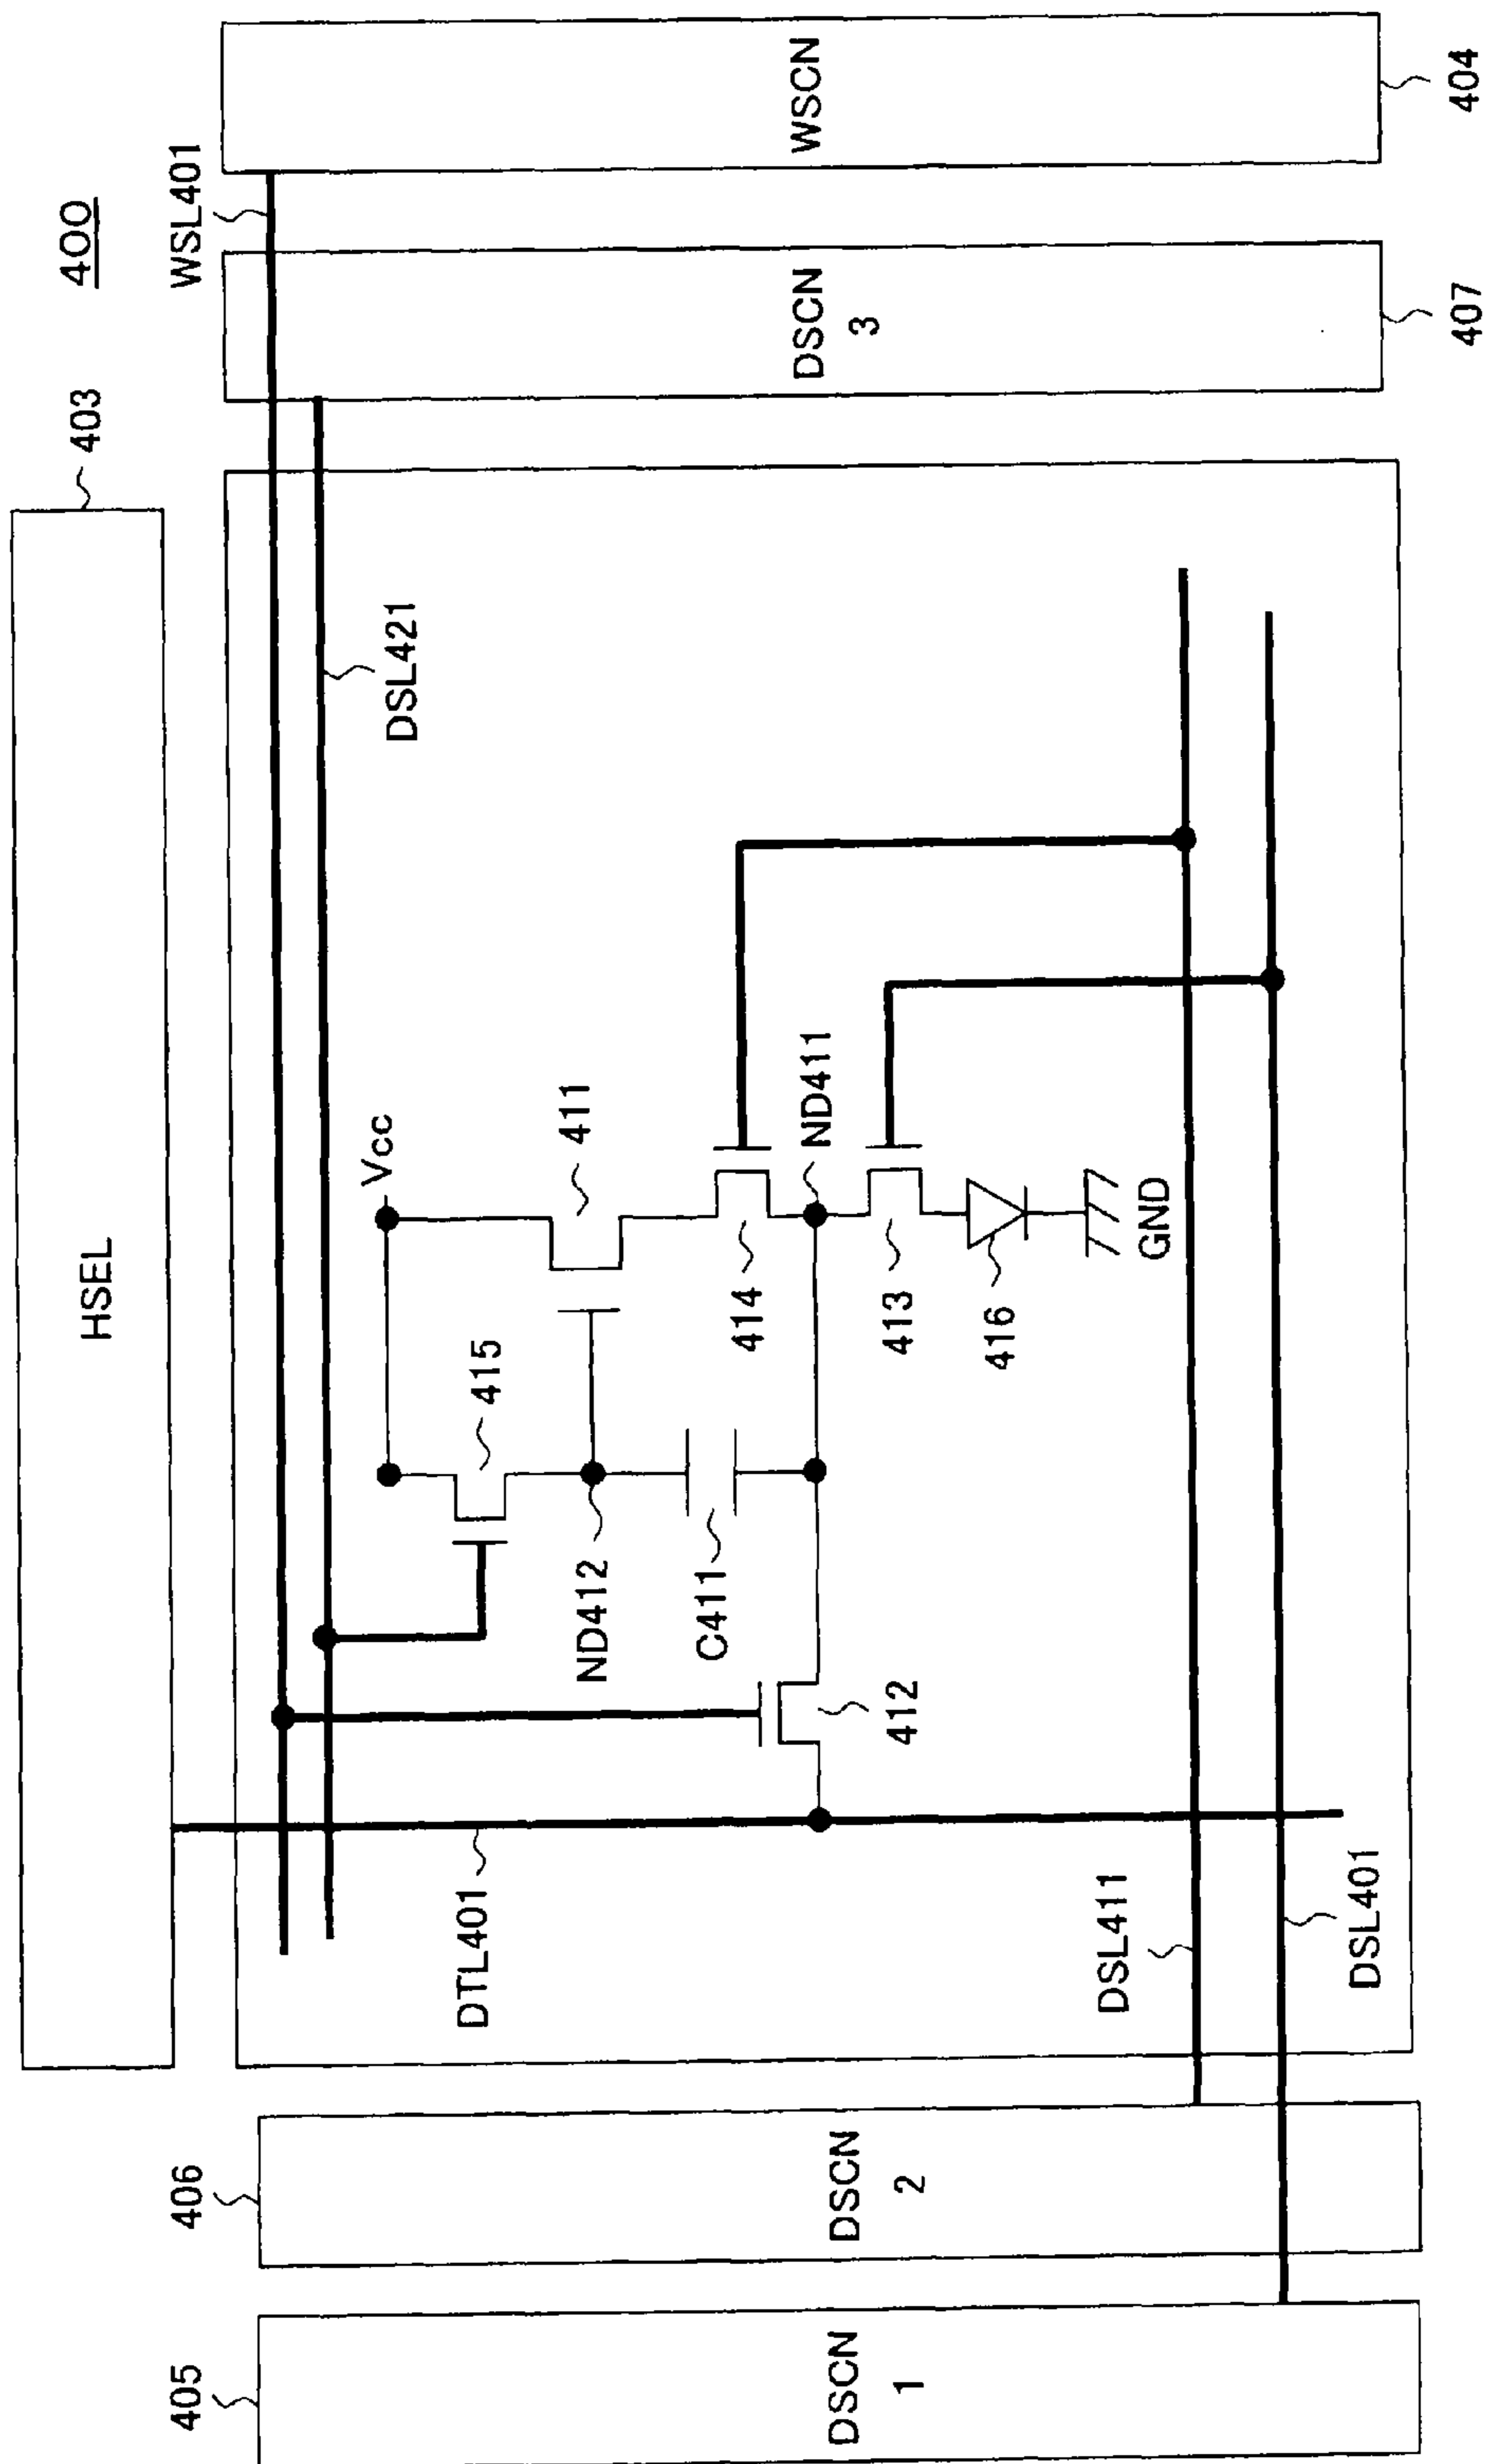 400
403
HSEL
WSL401
DSL421
Vcc
411
415
ND412
C411
412
414
ND411
413
416
GND
DTL401
DSL411
DSL401
405
DSCN
1
406
DSCN
2
DSCN
3
407
WSCN
404